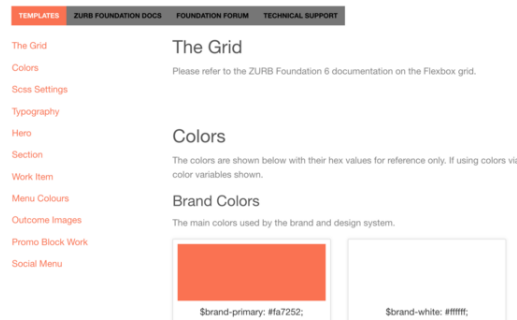 TEMPLATES ZURB FOUNDATION DOCS FOUNDATION FORUM TECHNICAL SUPPORT
The Grid
Colors
Scss Settings
Typography
Hero
Section
Work Item
Menu Colours
Outcome Images
Promo Block Work
Social Menu
The Grid
Please refer to the ZURB Foundation 6 documentation on the Flexbox grid.
Colors
The colors are shown below with their hex values for reference only. If using colors via
color variables shown.
Brand Colors
The main colors used by the brand and design system.
$brand-primary: #fa7252;
$brand-white: #ffffff;